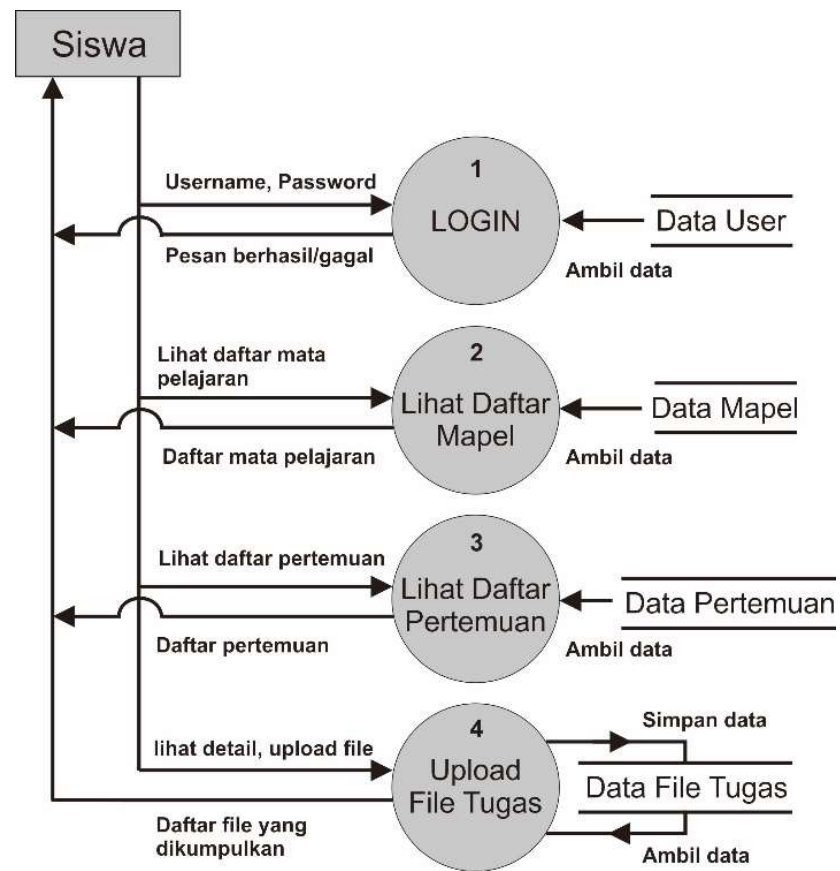 Siswa
1
LOGIN
Username, Password
Pesan berhasil/gagal
Data User
Ambil data
2
Lihat Daftar
Mapel
Lihat daftar mata
pelajaran
Daftar mata pelajaran
Data Mapel
Ambil data
3
Lihat Daftar
Pertemuan
Lihat daftar pertemuan
Daftar pertemuan
Data Pertemuan
Ambil data
4
Upload
File Tugas
lihat detail, upload file
Daftar file yang
dikumpulkan
Simpan data
Data File Tugas
Ambil data